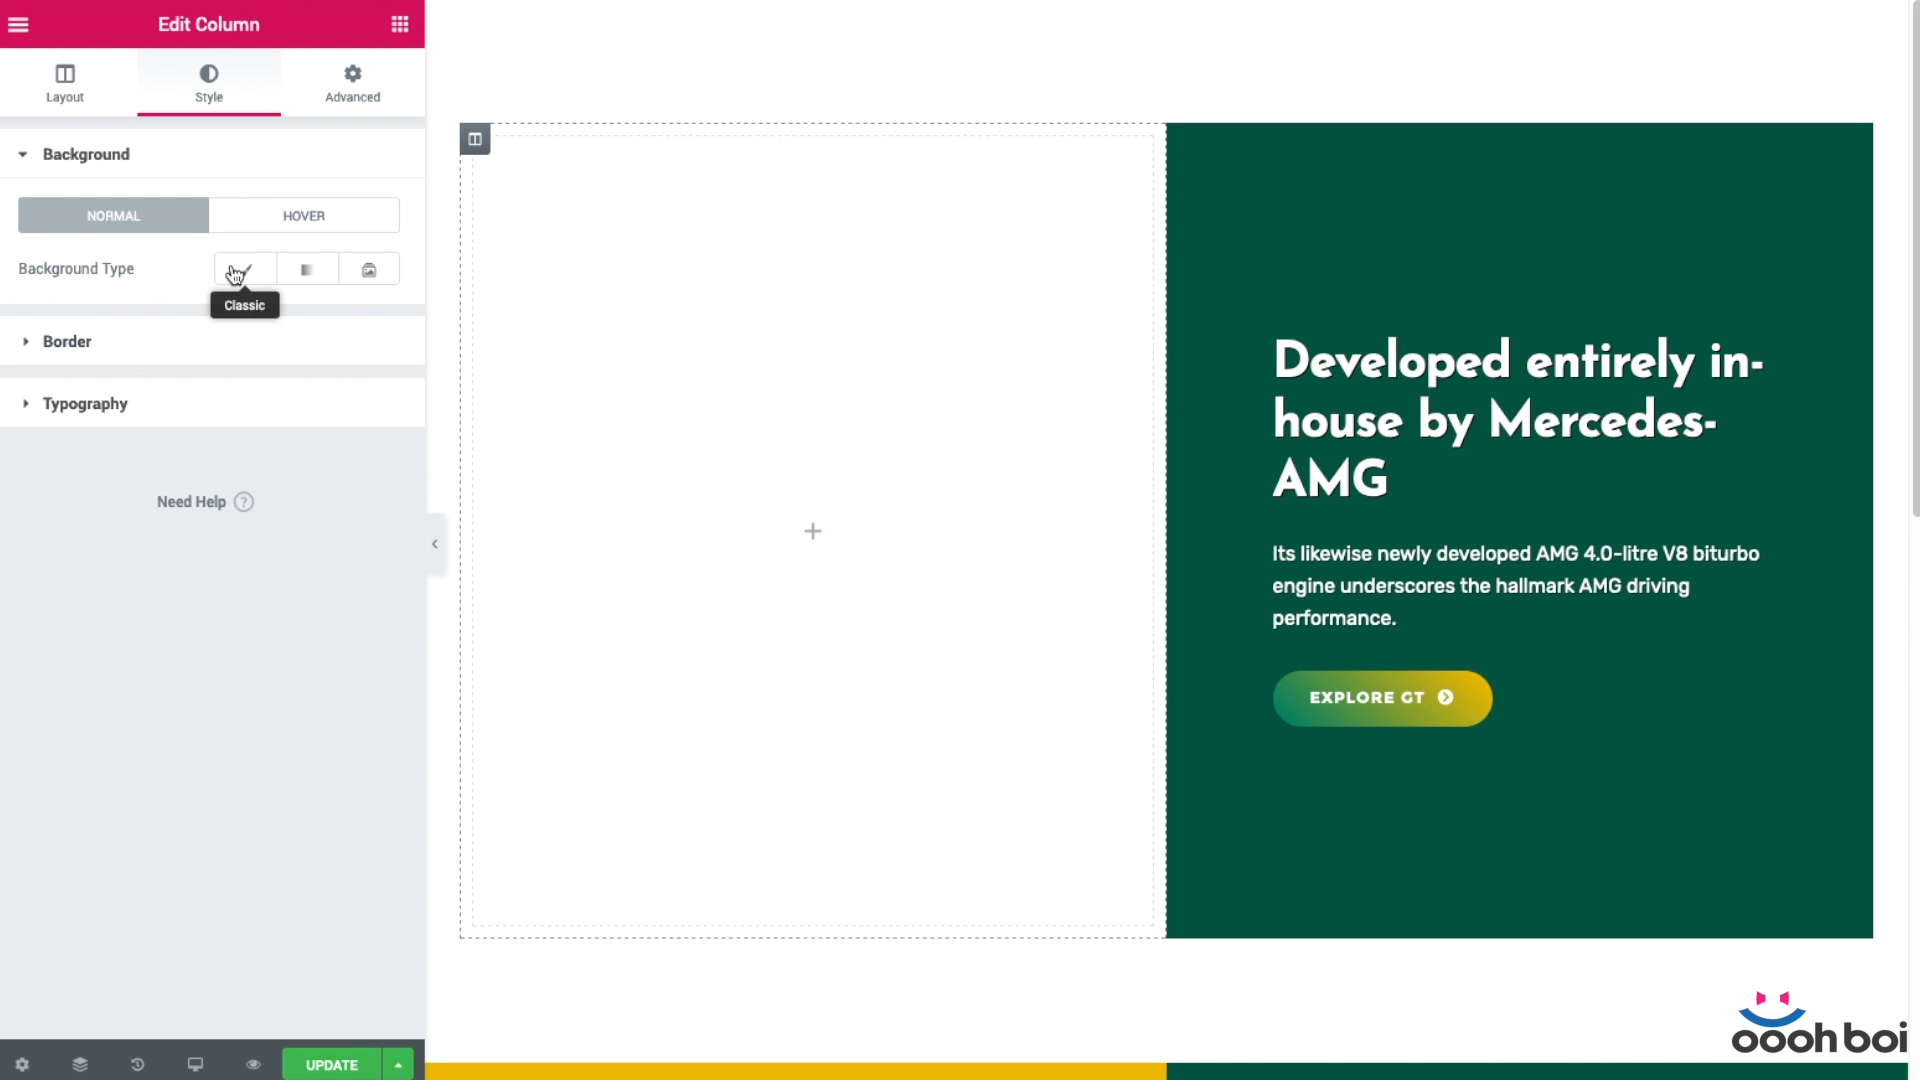 Edit Column
Layout
Style
Advanced
Background
NORMAL
HOVER
Background Type
Classic
Border
Typography
Need Help ?
UPDATE
Developed entirely in-
house by Mercedes-
AMG
Its likewise newly developed AMG 4.0-litre V8 biturbo
engine underscores the hallmark AMG driving
performance.
EXPLORE GT
ooohboi